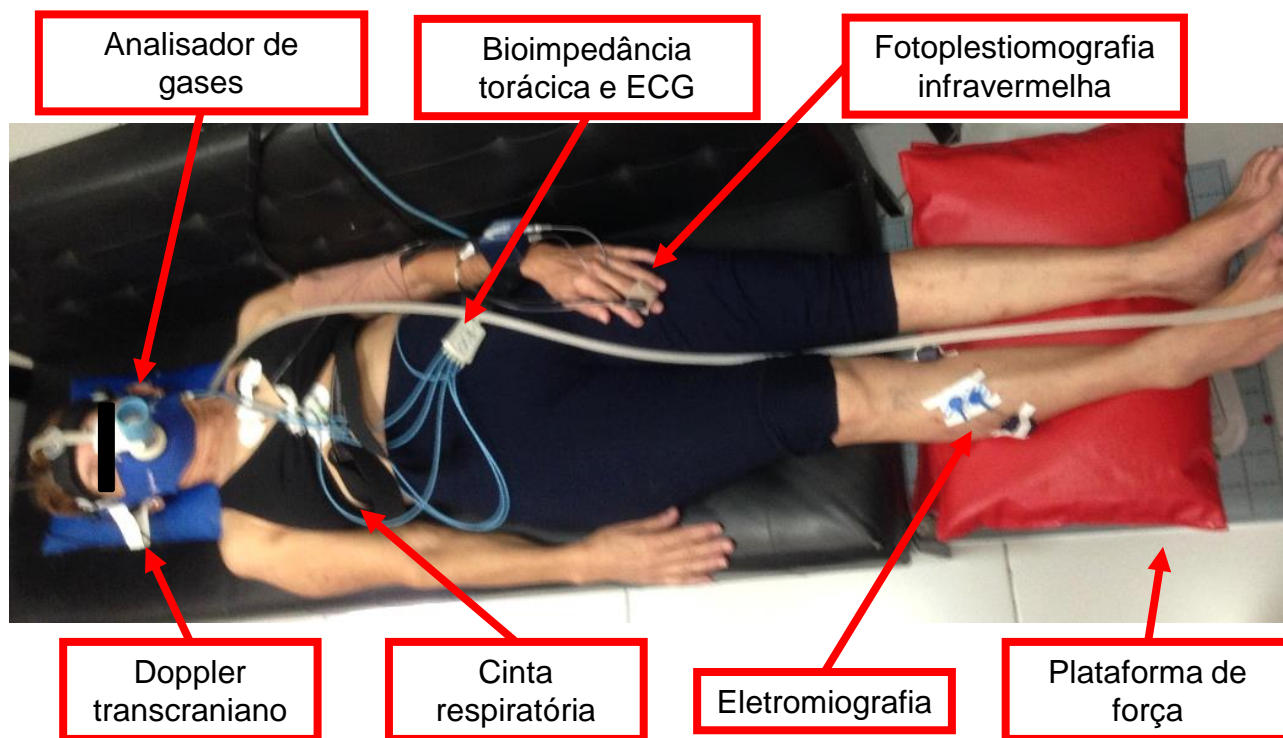 Analisador de
gases
Bioimpedância
torácica e ECG
Fotoplestiomografia
infravermelha
Doppler
transcraniano
Cinta
respiratória
Eletromiografia
Plataforma de
força